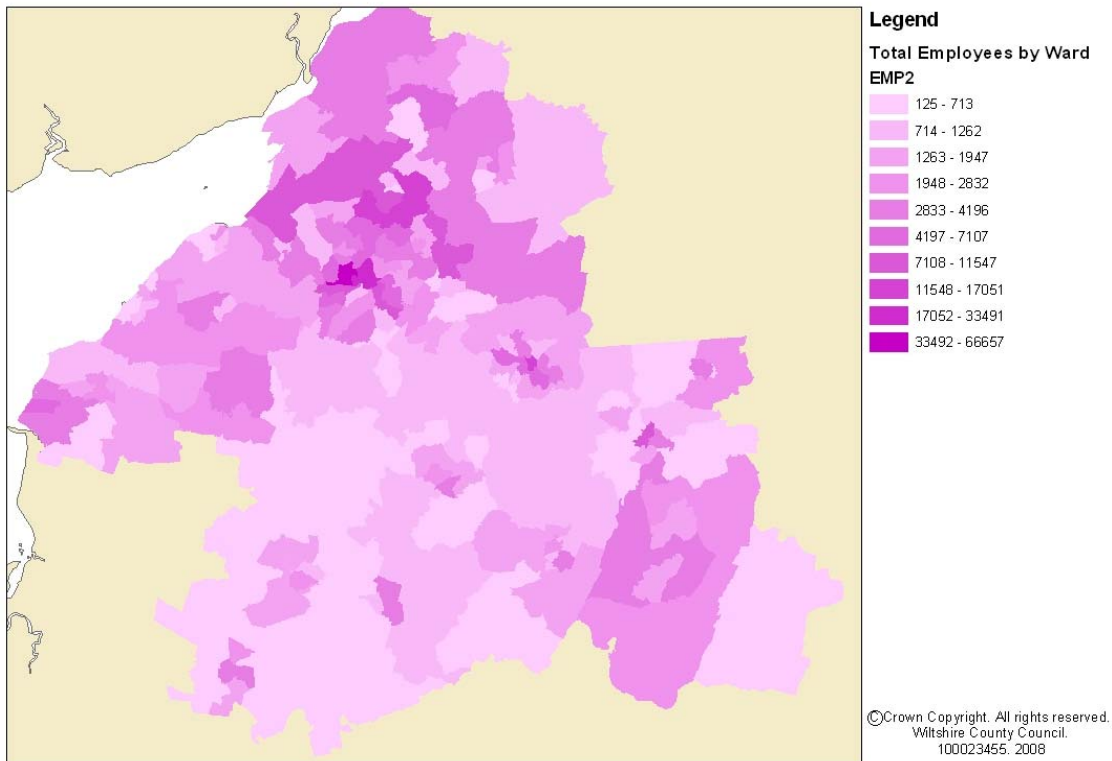 Legend
Total Employees by Ward
EMP2
125 - 713
714 - 1262
1263 - 1947
1948 - 2832
2833 - 4196
4197 - 7107
7108 - 11547
11548 - 17051
17052 - 33491
33492 - 66657
©Crown Copyright. All rights reserved.
Wiltshire County Council.
100023455. 2008